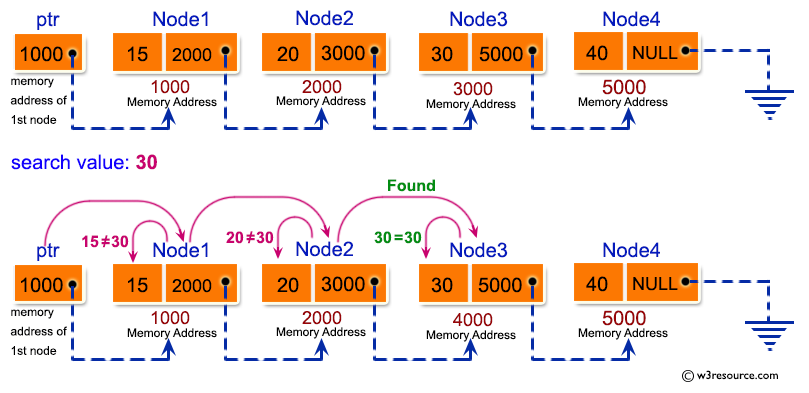 ptr Node1 Node2 Node3 Node4
1000 15 2000 20 3000 30 5000 40 NULL
memory
address of
1st node
1000 2000 3000 5000
Memory Address Memory Address Memory Address Memory Address
search value: 30
Found
15≠30 20≠30 30=30
ptr Node1 Node2 Node3 Node4
1000 15 2000 20 3000 30 5000 40 NULL
memory
address of
1st node
1000 2000 4000 5000
Memory Address Memory Address Memory Address Memory Address
© w3resource.com